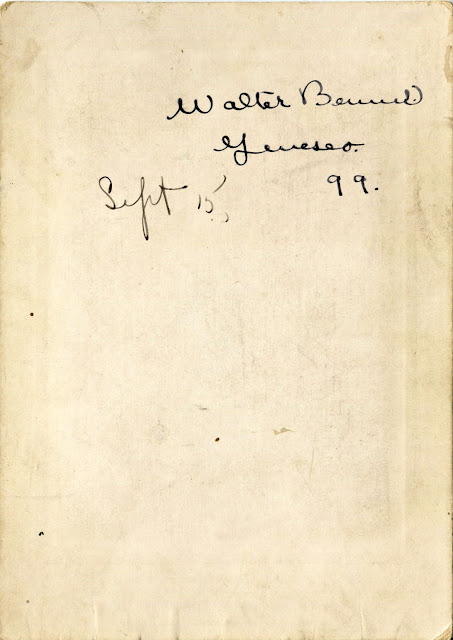 Walter Bennett
Geneseo.
99.
Sept 15,